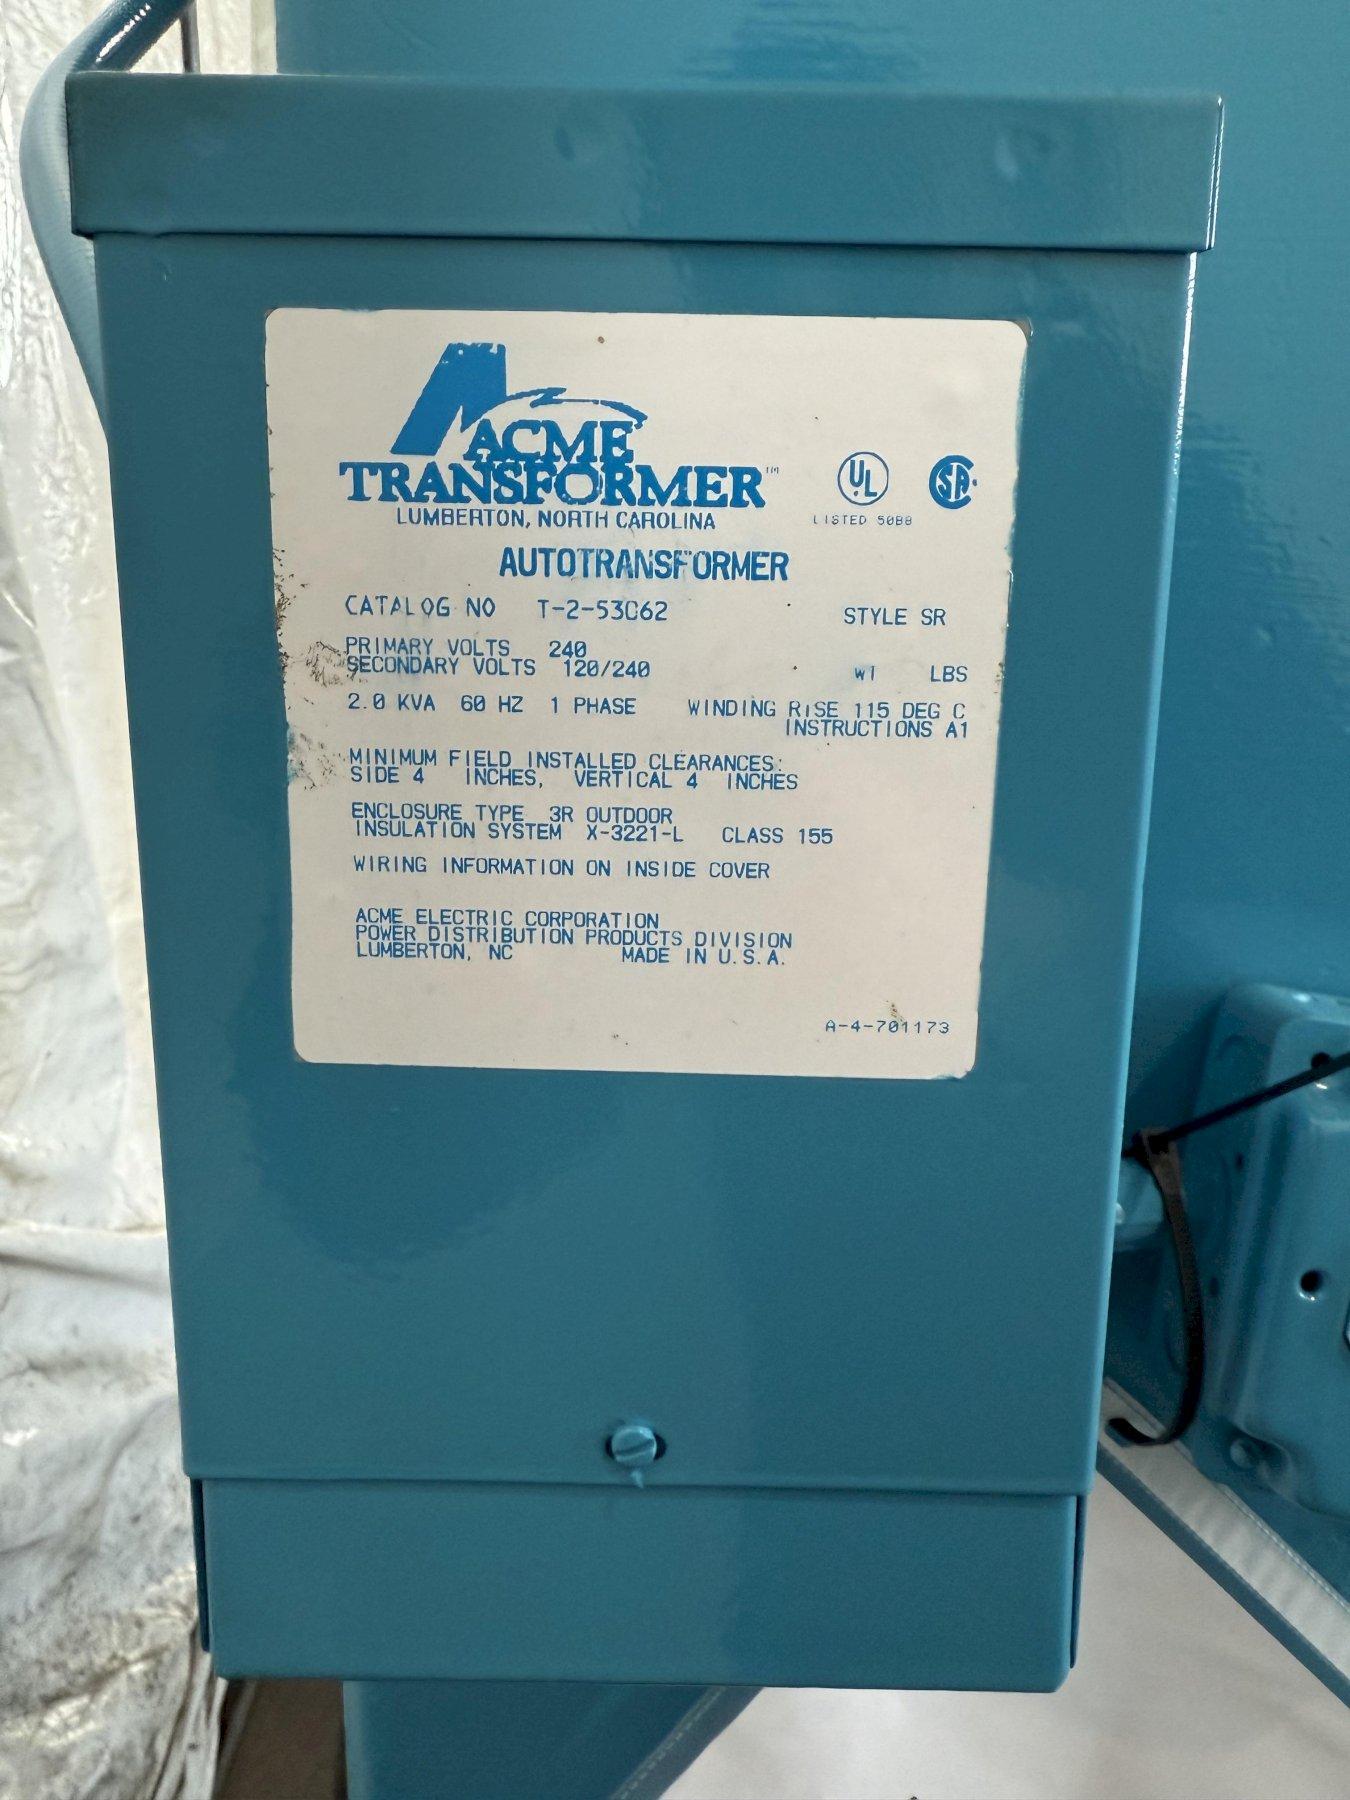 ACME
TRANSFORMER™
LUMBERTON, NORTH CAROLINA
UL
LISTED 50B8
SA
AUTOTRANSFORMER
CATALOG NO T-2-53062 STYLE SR
PRIMARY VOLTS 240
SECONDARY VOLTS 120/240 WT LBS
2.0 KVA 60 HZ 1 PHASE WINDING RISE 115 DEG C
INSTRUCTIONS A1
MINIMUM FIELD INSTALLED CLEARANCES:
SIDE 4 INCHES, VERTICAL 4 INCHES
ENCLOSURE TYPE 3R OUTDOOR
INSULATION SYSTEM X-3221-L CLASS 155
WIRING INFORMATION ON INSIDE COVER
ACME ELECTRIC CORPORATION
POWER DISTRIBUTION PRODUCTS DIVISION
LUMBERTON, NC MADE IN U.S.A.
A-4-701173